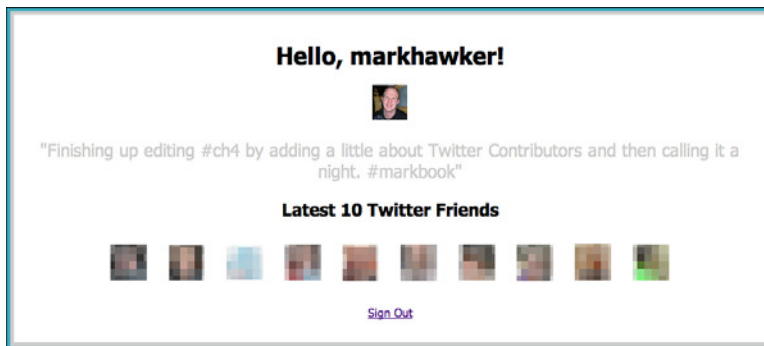 Hello, markhawker!
"Finishing up editing #ch4 by adding a little about Twitter Contributors and then calling it a
night. #markbook"
Latest 10 Twitter Friends
Sign Out